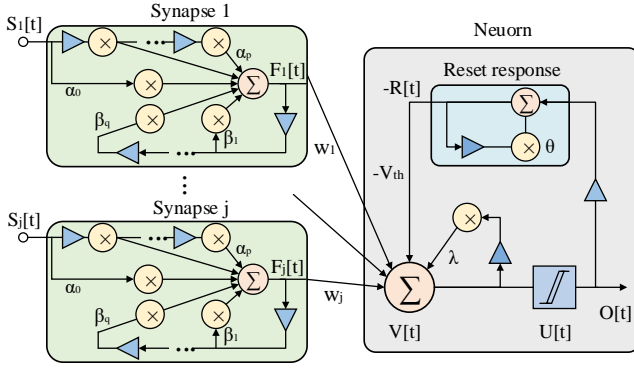 Synapse 1
S₁[t]
αp
F₁[t]
α₀
βq
β₁
w₁
Synapse j
Sj[t]
αp
Fj[t]
α₀
βq
β₁
wj
Neuorn
Reset response
-R[t]
Σ
×
θ
-Vth
λ
Σ
V[t]
U[t]
O[t]